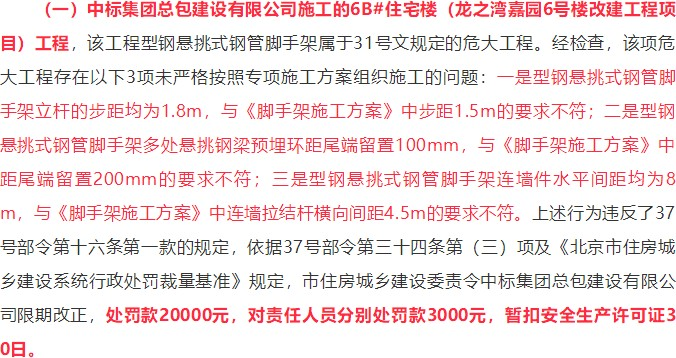 （一）中标集团总包建设有限公司施工的6B#住宅楼（龙之湾嘉园6号楼改建工程项
目）工程，该工程型钢悬挑式钢管脚手架属于31号文规定的危大工程。经检查，该项危
大工程存在以下3项未严格按照专项施工方案组织施工的问题：一是型钢悬挑式钢管脚
手架立杆的步距均为1.8m，与《脚手架施工方案》中步距1.5m的要求不符；二是型钢
悬挑式钢管脚手架多处悬挑钢梁预埋环距尾端留置100mm，与《脚手架施工方案》中
距尾端留置200mm的要求不符；三是型钢悬挑式钢管脚手架连墙件水平间距均为8
m，与《脚手架施工方案》中连墙拉结杆横向间距4.5m的要求不符。上述行为违反了37
号部令第十六条第一款的规定，依据37号部令第三十四条第（三）项及《北京市住房城
乡建设系统行政处罚裁量基准》规定，市住房城乡建设委责令中标集团总包建设有限公
司限期改正，处罚款20000元，对责任人员分别处罚款3000元，暂扣安全生产许可证3
0日。